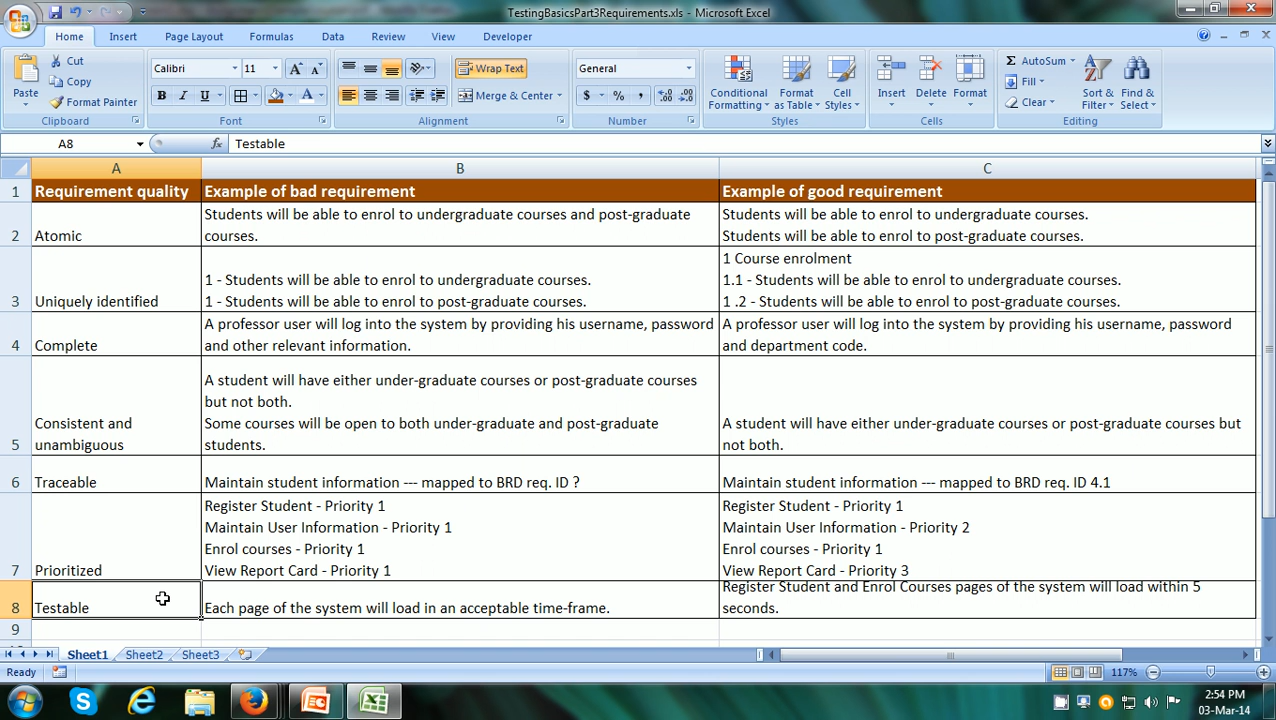 TestingBasicsPart3Requirements.xls - Microsoft Excel
Home Insert Page Layout Formulas Data Review View Developer
Paste
Cut
Copy
Format Painter
Clipboard
Calibri 11
A A
B I U A
Font
Wrap Text
Merge & Center
Alignment
General
$ % , .0 .00 .00 .0
Number
Conditional Formatting
Format as Table
Cell Styles
Styles
Insert Delete Format
Cells
Σ AutoSum
Fill
Clear
Sort & Filter
Find & Select
Editing
A8 fx Testable
A B C
1 Requirement quality Example of bad requirement Example of good requirement
2 Atomic
Students will be able to enrol to undergraduate courses and post-graduate
courses.
Students will be able to enrol to undergraduate courses.
Students will be able to enrol to post-graduate courses.
3 Uniquely identified
1 - Students will be able to enrol to undergraduate courses.
1 - Students will be able to enrol to post-graduate courses.
1 Course enrolment
1.1 - Students will be able to enrol to undergraduate courses.
1 .2 - Students will be able to enrol to post-graduate courses.
4 Complete
A professor user will log into the system by providing his username, password
and other relevant information.
A professor user will log into the system by providing his username, password
and department code.
5 Consistent and
unambiguous
A student will have either under-graduate courses or post-graduate courses
but not both.
Some courses will be open to both under-graduate and post-graduate
students.
A student will have either under-graduate courses or post-graduate courses but
not both.
6 Traceable
Maintain student information --- mapped to BRD req. ID ?
Maintain student information --- mapped to BRD req. ID 4.1
7 Prioritized
Register Student - Priority 1
Maintain User Information - Priority 1
Enrol courses - Priority 1
View Report Card - Priority 1
Register Student - Priority 1
Maintain User Information - Priority 2
Enrol courses - Priority 1
View Report Card - Priority 3
8 Testable
Each page of the system will load in an acceptable time-frame.
Register Student and Enrol Courses pages of the system will load within 5
seconds.
9
Sheet1 Sheet2 Sheet3
Ready 117%
2:54 PM
03-Mar-14